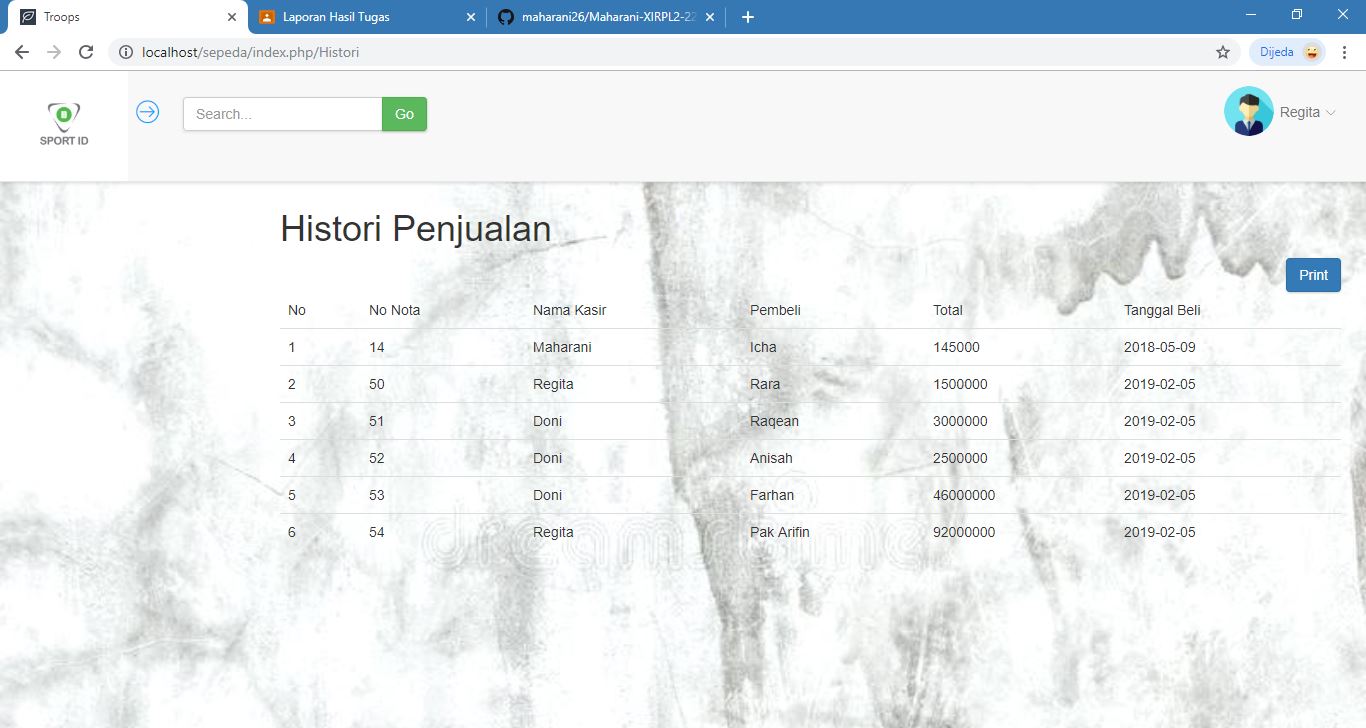 Troops
Laporan Hasil Tugas
maharani26/Maharani-XIRPL2-22
localhost/sepeda/index.php/Histori
Dijeda
SPORT ID
Search...
Go
Regita
Histori Penjualan
Print
No No Nota Nama Kasir Pembeli Total Tanggal Beli
1 14 Maharani Icha 145000 2018-05-09
2 50 Regita Rara 1500000 2019-02-05
3 51 Doni Raqean 3000000 2019-02-05
4 52 Doni Anisah 2500000 2019-02-05
5 53 Doni Farhan 46000000 2019-02-05
6 54 Regita Pak Arifin 92000000 2019-02-05
dreamstime